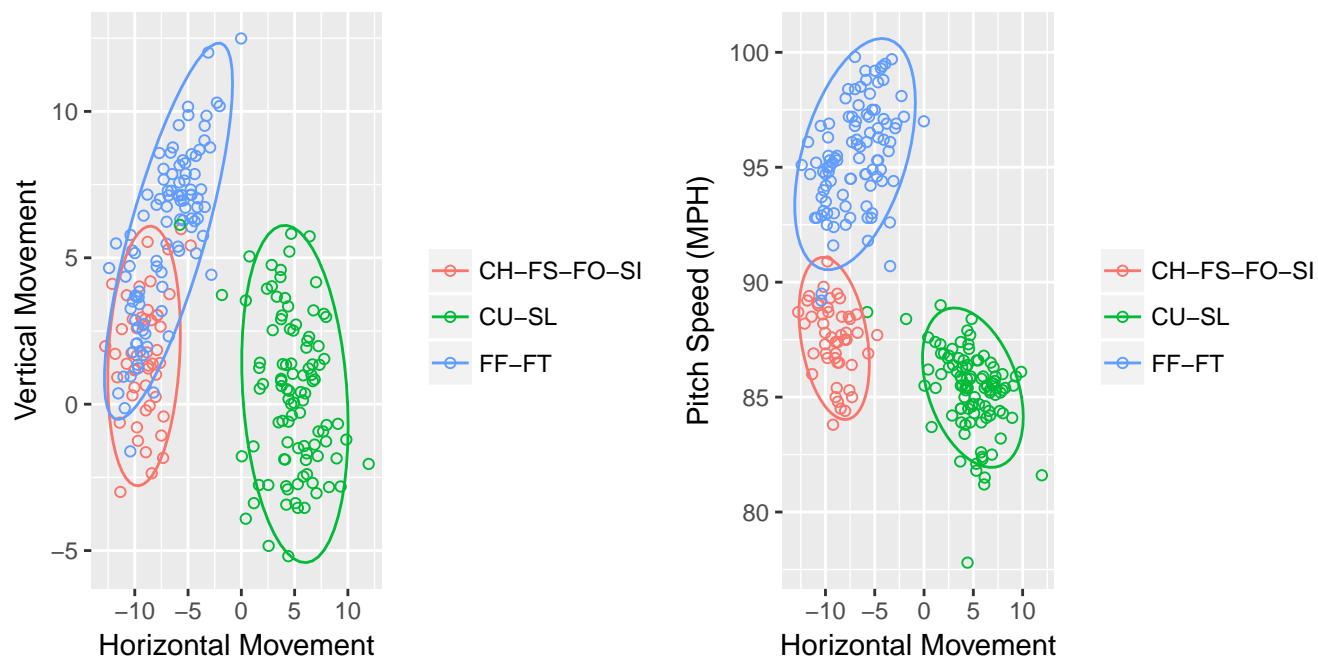 Vertical Movement
10
5
0
−5
−10
−5
0
5
10
Horizontal Movement
CH−FS−FO−SI
CU−SL
FF−FT
Pitch Speed (MPH)
100
95
90
85
80
−10
−5
0
5
10
Horizontal Movement
CH−FS−FO−SI
CU−SL
FF−FT